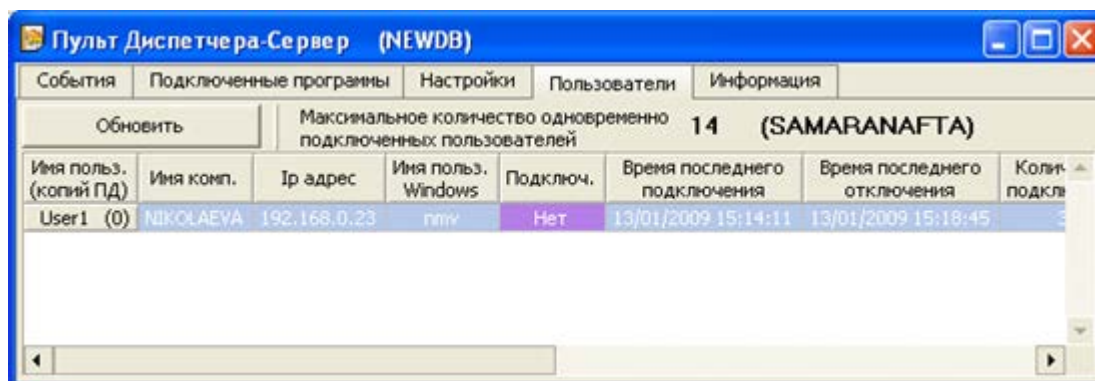 Пульт Диспетчера-Сервер (NEWDB)
События Подключенные программы Настройки Пользователи Информация
Обновить Максимальное количество одновременно подключенных пользователей 14 (SAMARANAFTA)
Имя польз. (копий ПД) Имя комп. Ip адрес Имя польз. Windows Подключ. Время последнего подключения Время последнего отключения Колич подклю
User1 (0) NIKOLAEVA 192.168.0.23 nmv Нет 13/01/2009 15:14:11 13/01/2009 15:18:45